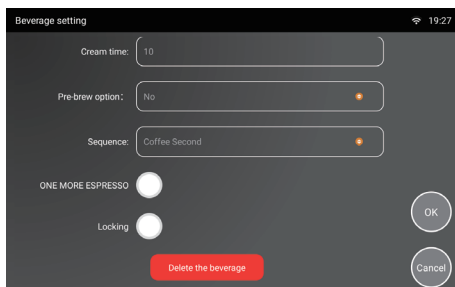 Beverage setting 19:27
Cream time: 10
Pre-brew option: No
Sequence: Coffee Second
ONE MORE ESPRESSO
OK
Locking
Delete the beverage
Cancel